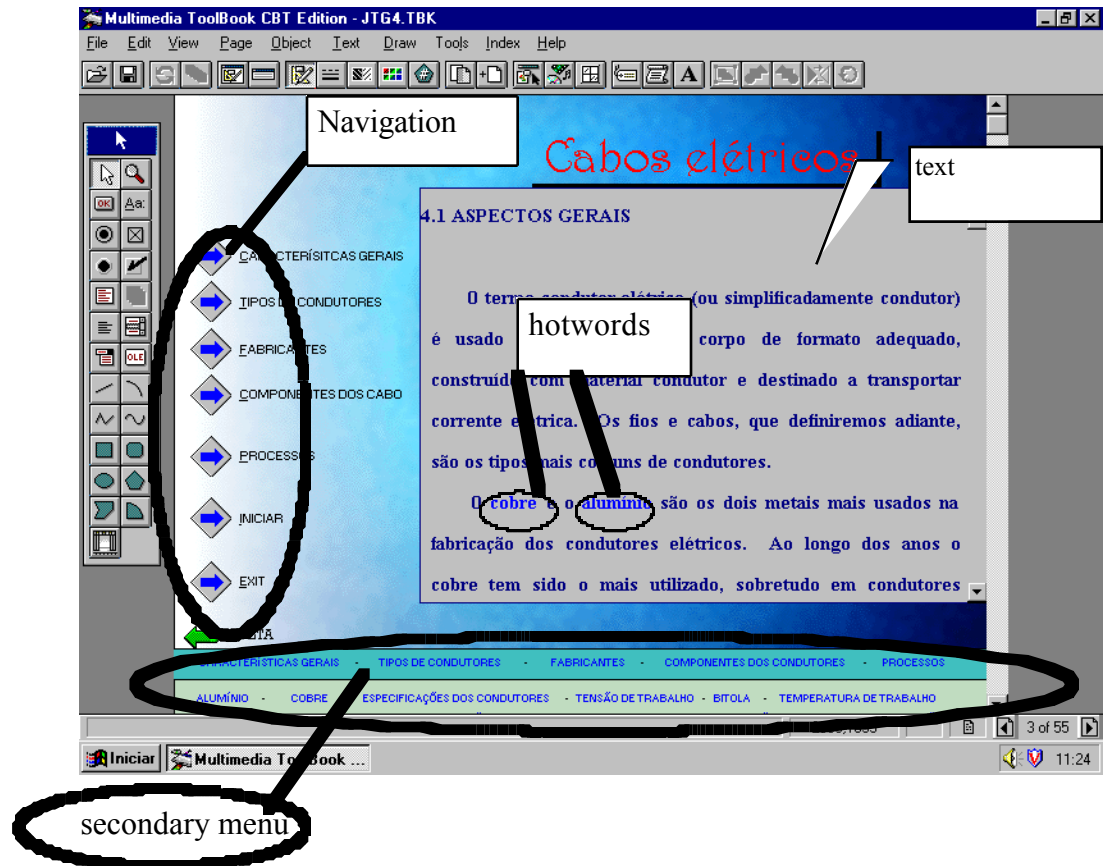 Multimedia ToolBook CBT Edition - JTG4.TBK
File Edit View Page Object Text Draw Tools Index Help
Navigation
Cabos elétricos
text
OK Aa:
OLE
4.1 ASPECTOS GERAIS
CARACTERÍSITCAS GERAIS
TIPOS DE CONDUTORES
FABRICANTES
COMPONENTES DOS CABO
PROCESSOS
INICIAR
EXIT
hotwords
O termo condutor elétrico (ou simplificadamente condutor)
é usado corpo de formato adequado,
construído com material condutor e destinado a transportar
corrente elétrica. Os fios e cabos, que definiremos adiante,
são os tipos mais comuns de condutores.
O cobre e o alumínio são os dois metais mais usados na
fabricação dos condutores elétricos. Ao longo dos anos o
cobre tem sido o mais utilizado, sobretudo em condutores
CARACTERÍSTICAS GERAIS - TIPOS DE CONDUTORES - FABRICANTES - COMPONENTES DOS CONDUTORES - PROCESSOS
ALUMÍNIO - COBRE ESPECIFICAÇÕES DOS CONDUTORES - TENSÃO DE TRABALHO - BITOLA - TEMPERATURA DE TRABALHO
3 of 55
Iniciar Multimedia ToolBook ... 11:24
secondary menu